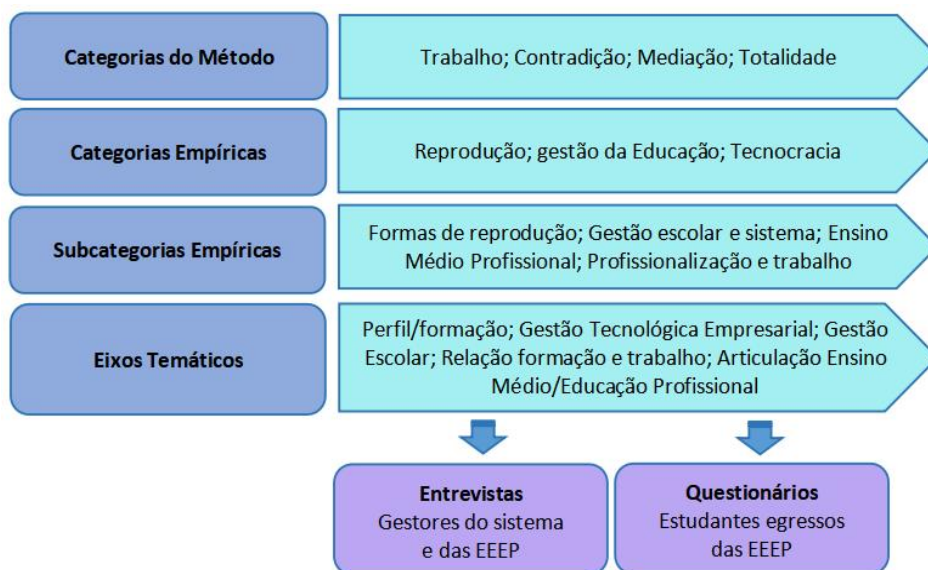 Categorias do Método
Trabalho; Contradição; Mediação; Totalidade
Categorias Empíricas
Reprodução; gestão da Educação; Tecnocracia
Subcategorias Empíricas
Formas de reprodução; Gestão escolar e sistema; Ensino
Médio Profissional; Profissionalização e trabalho
Eixos Temáticos
Perfil/formação; Gestão Tecnológica Empresarial; Gestão
Escolar; Relação formação e trabalho; Articulação Ensino
Médio/Educação Profissional
Entrevistas
Gestores do sistema
e das EEEP
Questionários
Estudantes egressos
das EEEP